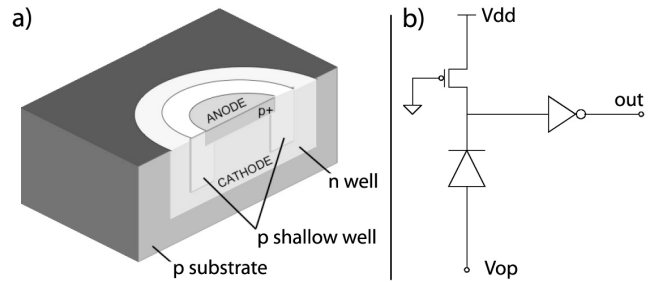 a)
ANODE
p+
CATHODE
n well
p shallow well
p substrate
b)
Vdd
out
Vop